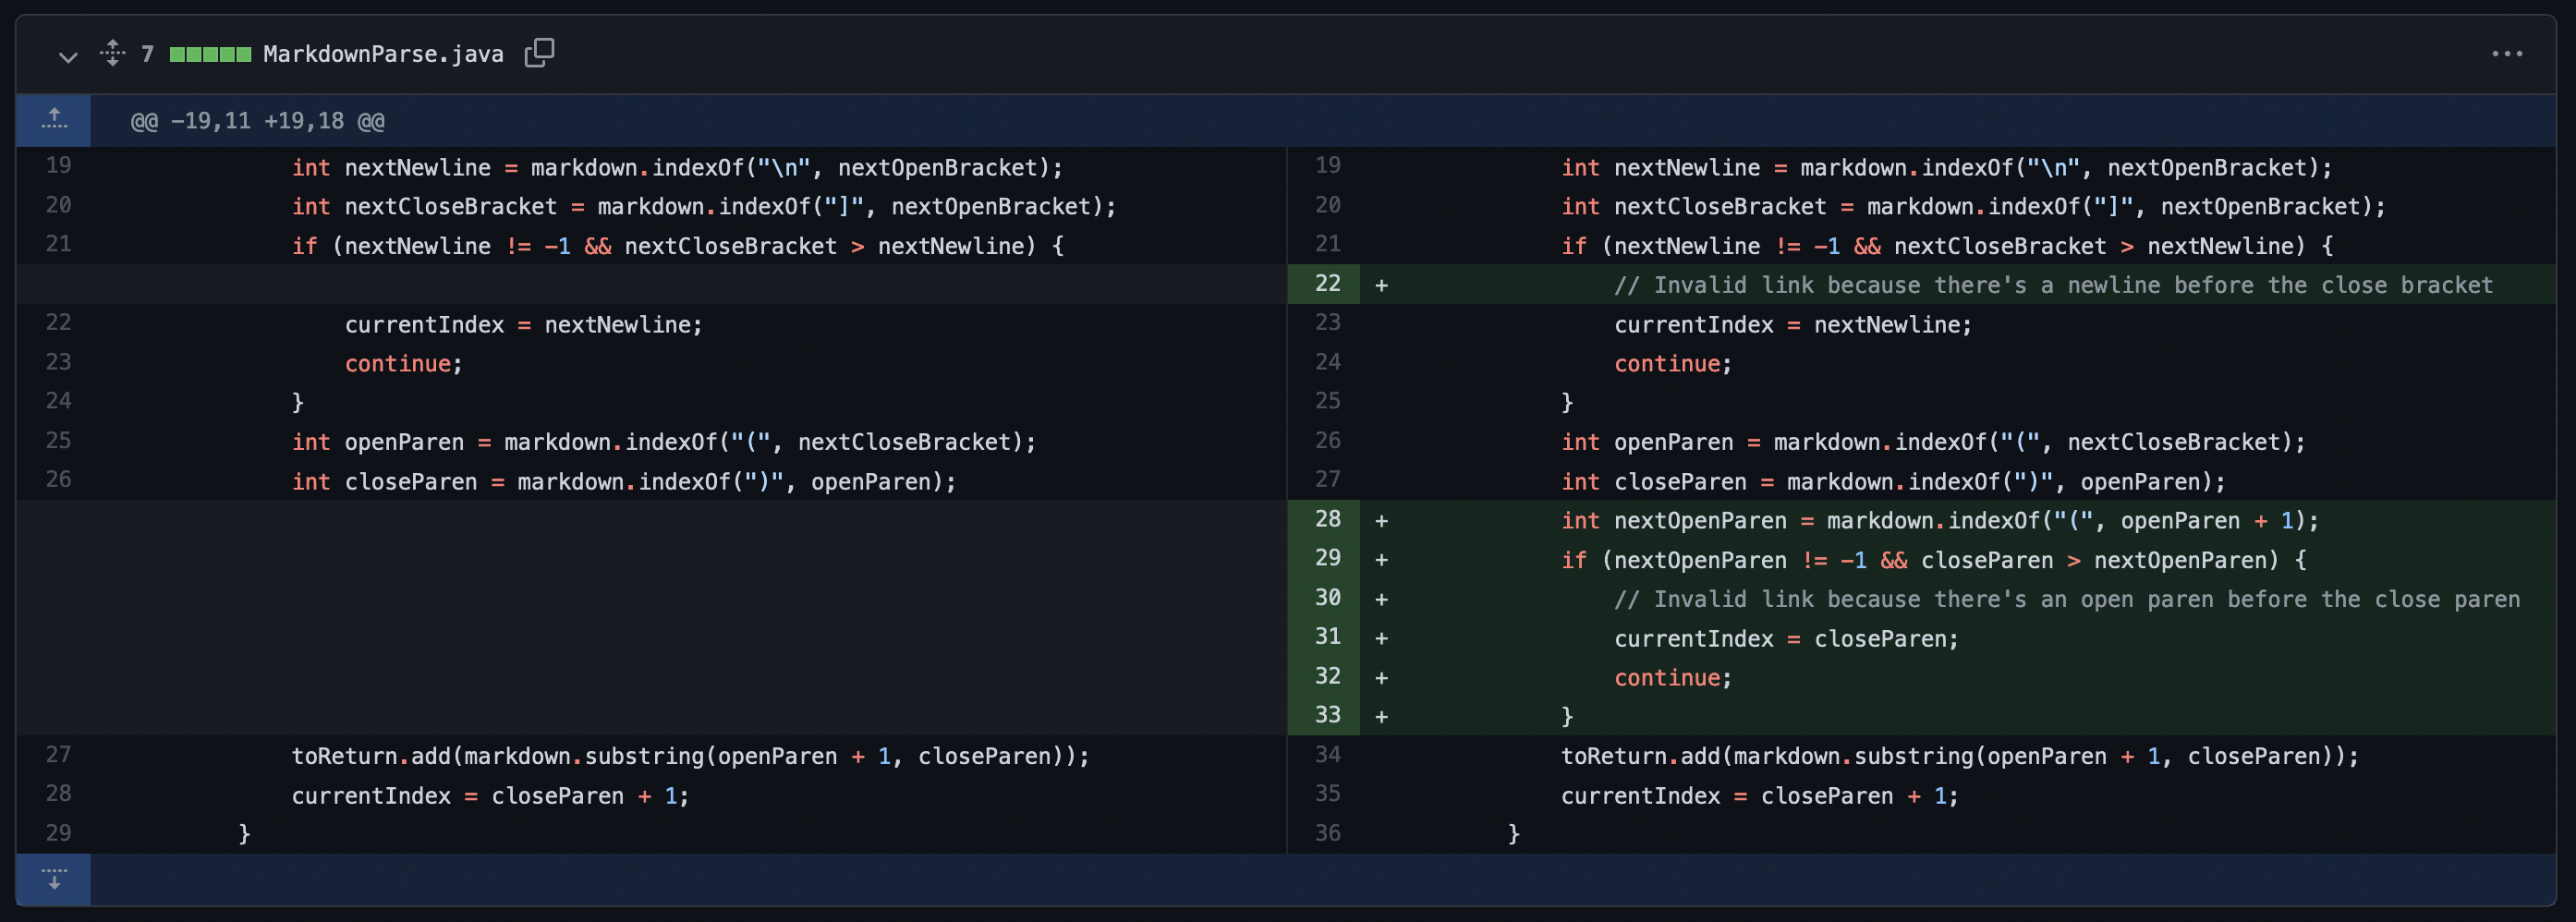 7 MarkdownParse.java
@@ -19,11 +19,18 @@
19 int nextNewline = markdown.indexOf("\n", nextOpenBracket);
20 int nextCloseBracket = markdown.indexOf("]", nextOpenBracket);
21 if (nextNewline != -1 && nextCloseBracket > nextNewline) {
22 currentIndex = nextNewline;
23 continue;
24 }
25 int openParen = markdown.indexOf("(", nextCloseBracket);
26 int closeParen = markdown.indexOf(")", openParen);
27 toReturn.add(markdown.substring(openParen + 1, closeParen));
28 currentIndex = closeParen + 1;
29 }
19 int nextNewline = markdown.indexOf("\n", nextOpenBracket);
20 int nextCloseBracket = markdown.indexOf("]", nextOpenBracket);
21 if (nextNewline != -1 && nextCloseBracket > nextNewline) {
22 + // Invalid link because there's a newline before the close bracket
23 currentIndex = nextNewline;
24 continue;
25 }
26 int openParen = markdown.indexOf("(", nextCloseBracket);
27 int closeParen = markdown.indexOf(")", openParen);
28 + int nextOpenParen = markdown.indexOf("(", openParen + 1);
29 + if (nextOpenParen != -1 && closeParen > nextOpenParen) {
30 + // Invalid link because there's an open paren before the close paren
31 + currentIndex = closeParen;
32 + continue;
33 + }
34 toReturn.add(markdown.substring(openParen + 1, closeParen));
35 currentIndex = closeParen + 1;
36 }